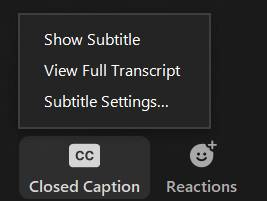 Show Subtitle
View Full Transcript
Subtitle Settings...
CC
Closed Caption
Reactions